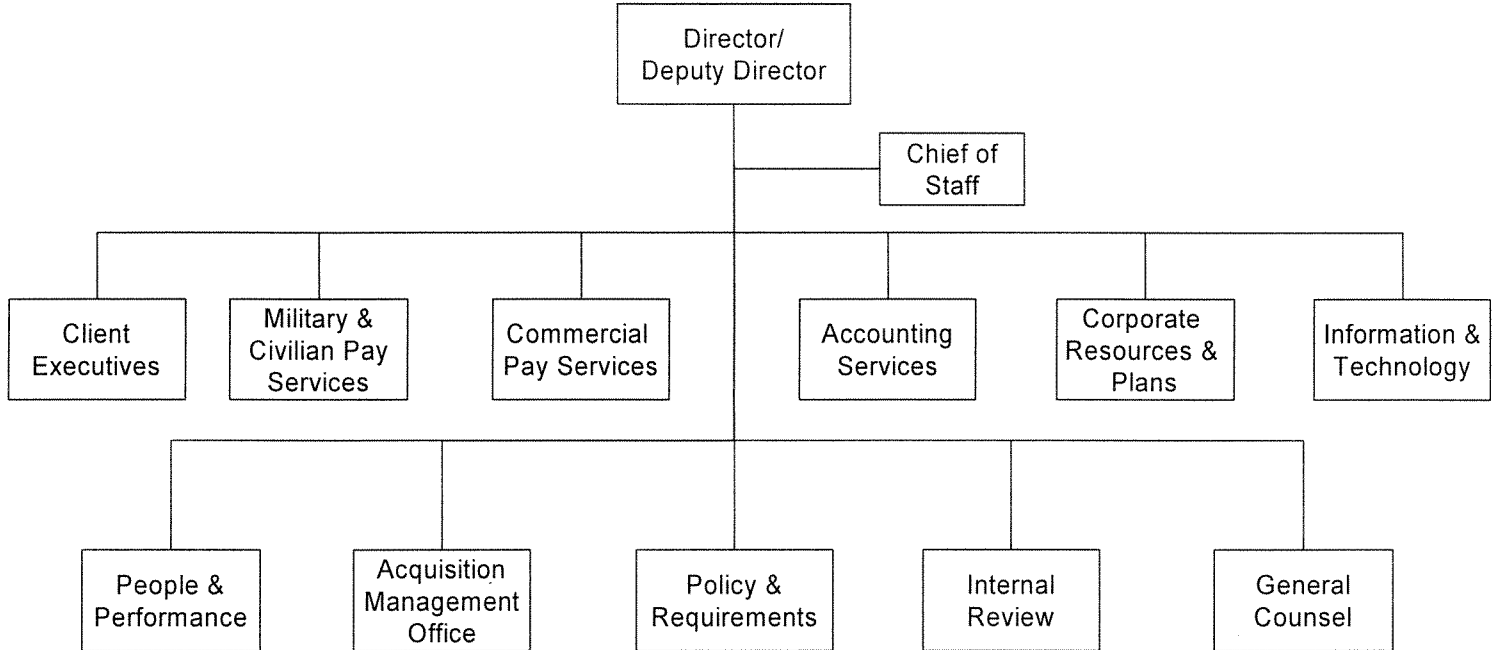 Director/
Deputy Director
Chief of
Staff
Client
Executives
Military &
Civilian Pay
Services
Commercial
Pay Services
Accounting
Services
Corporate
Resources &
Plans
Information &
Technology
People &
Performance
Acquisition
Management
Office
Policy &
Requirements
Internal
Review
General
Counsel